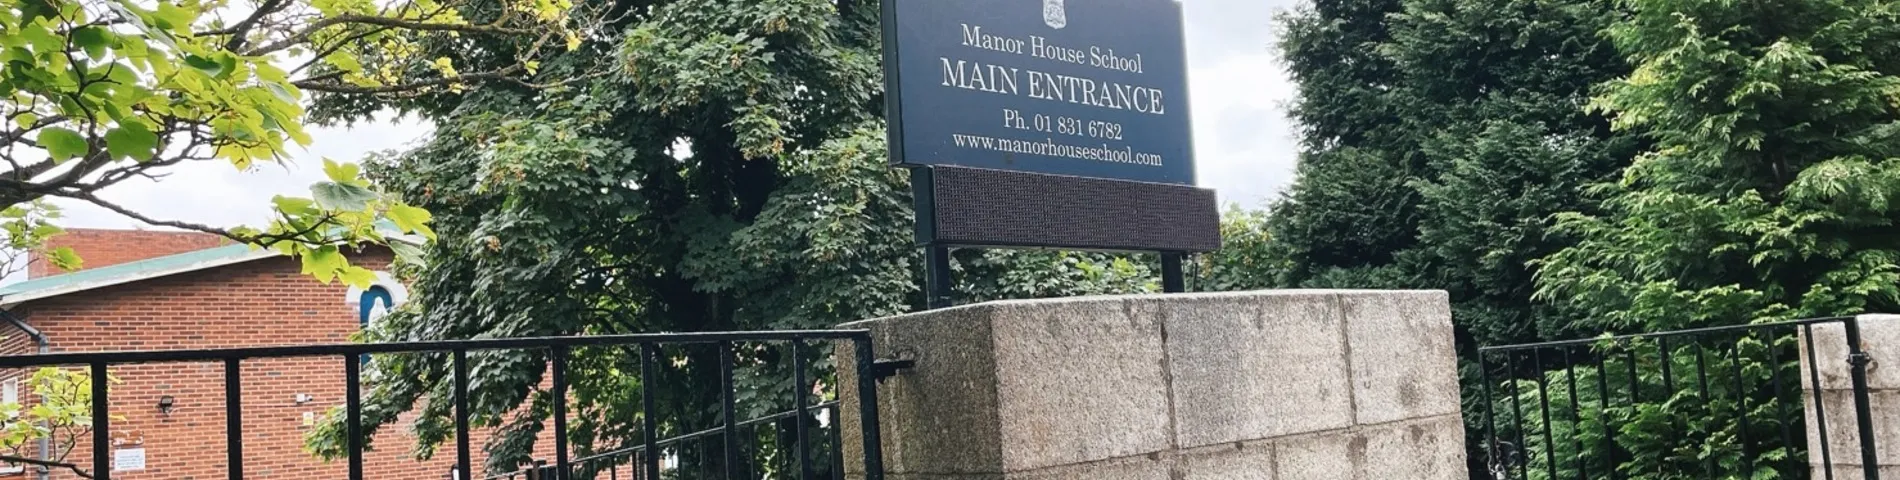 Manor House School
MAIN ENTRANCE
Ph. 01 831 6782
www.manorhouseschool.com